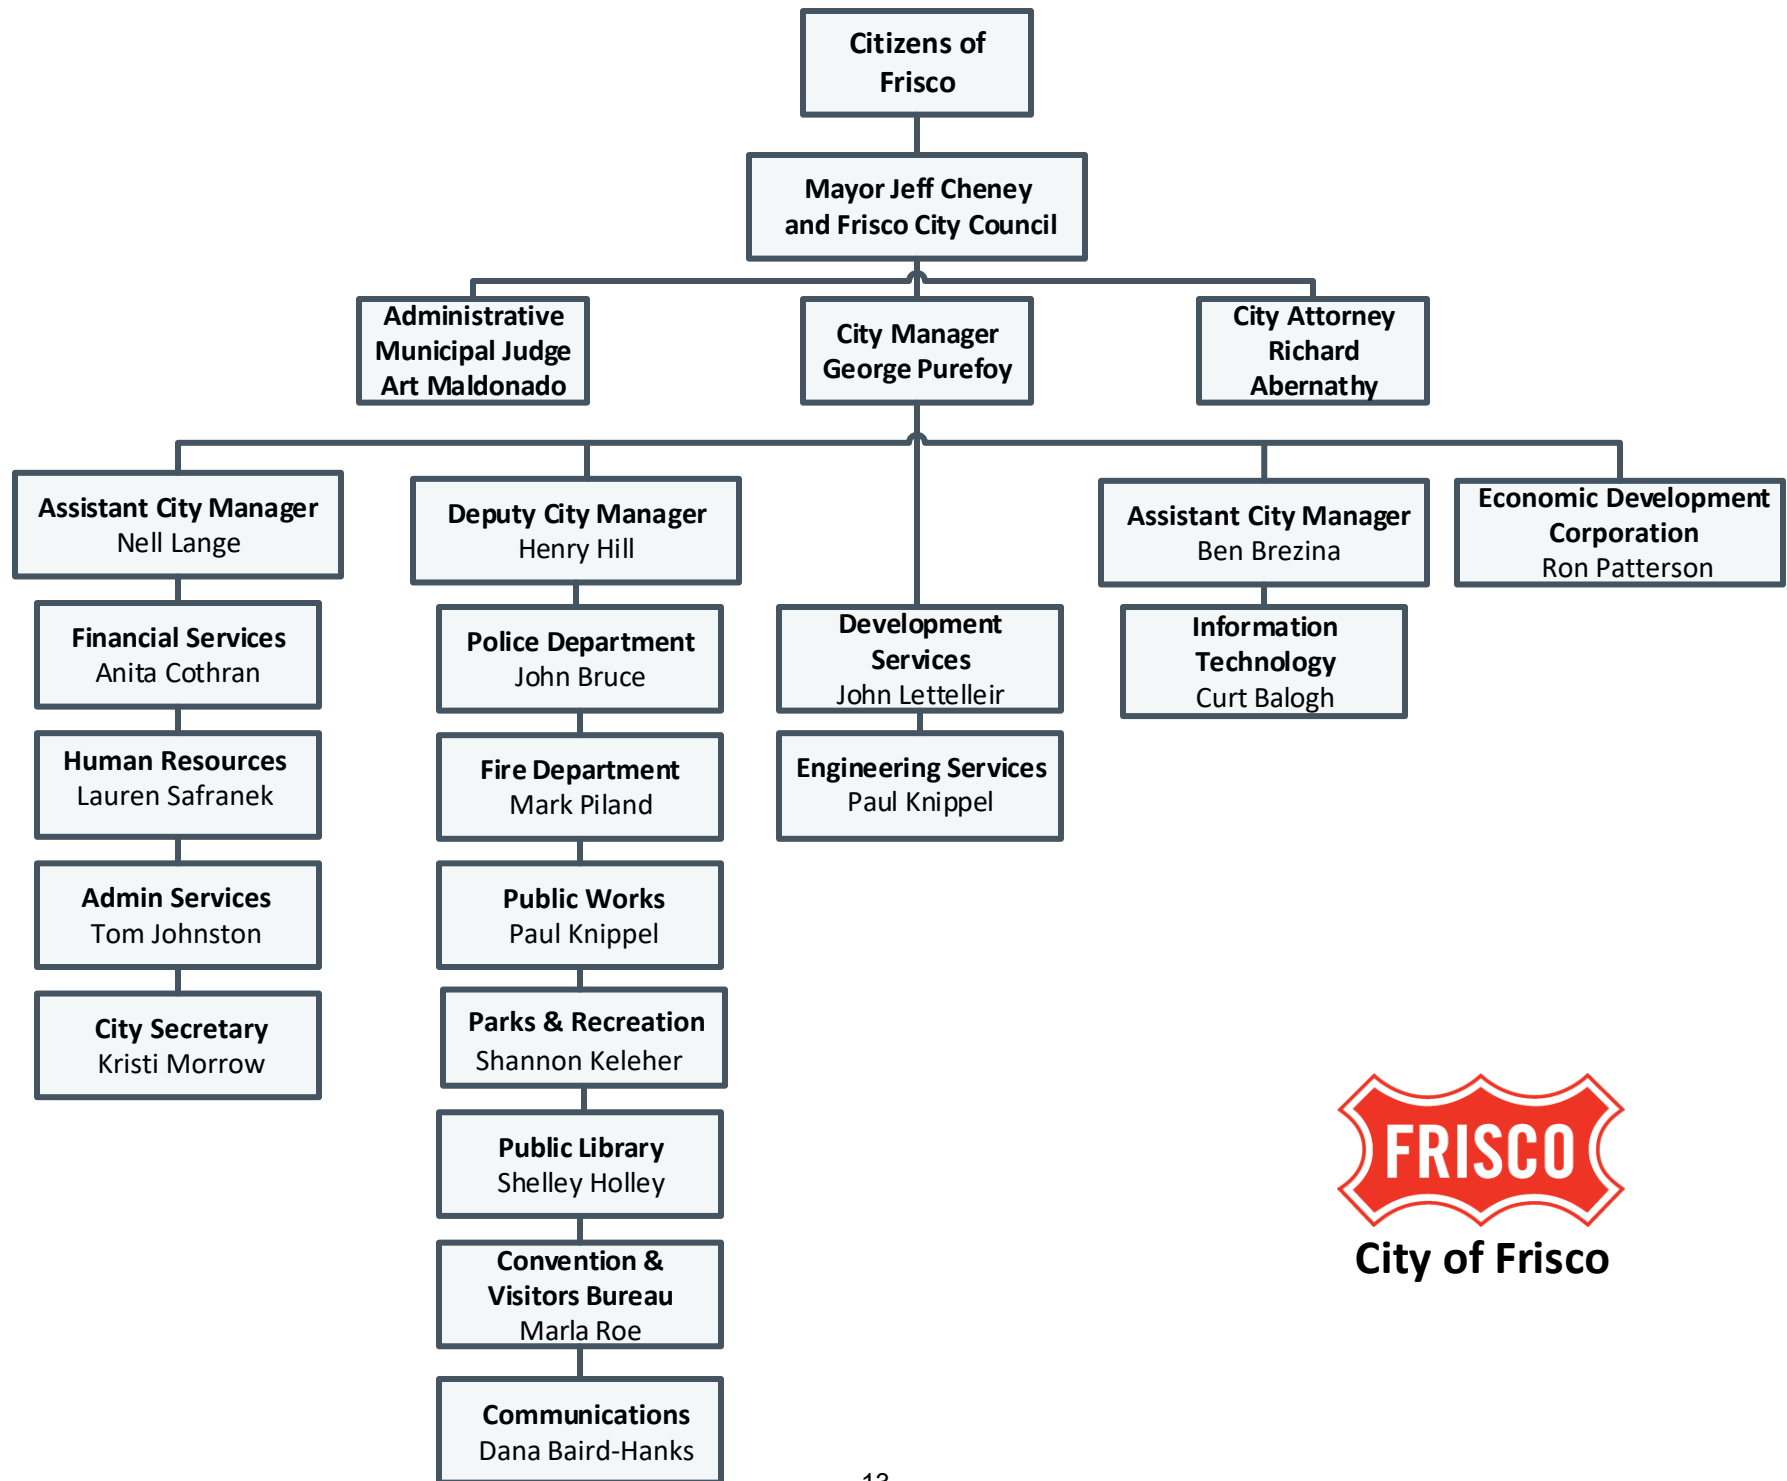 Citizens of
Frisco
Mayor Jeff Cheney
and Frisco City Council
Administrative
Municipal Judge
Art Maldonado
City Manager
George Purefoy
City Attorney
Richard
Abernathy
Assistant City Manager
Nell Lange
Financial Services
Anita Cothran
Human Resources
Lauren Safranek
Admin Services
Tom Johnston
City Secretary
Kristi Morrow
Deputy City Manager
Henry Hill
Police Department
John Bruce
Fire Department
Mark Piland
Public Works
Paul Knippel
Parks & Recreation
Shannon Keleher
Public Library
Shelley Holley
Convention &
Visitors Bureau
Marla Roe
Communications
Dana Baird-Hanks
Development
Services
John Lettelleir
Engineering Services
Paul Knippel
Assistant City Manager
Ben Brezina
Information
Technology
Curt Balogh
Economic Development
Corporation
Ron Patterson
FRISCO
City of Frisco
13